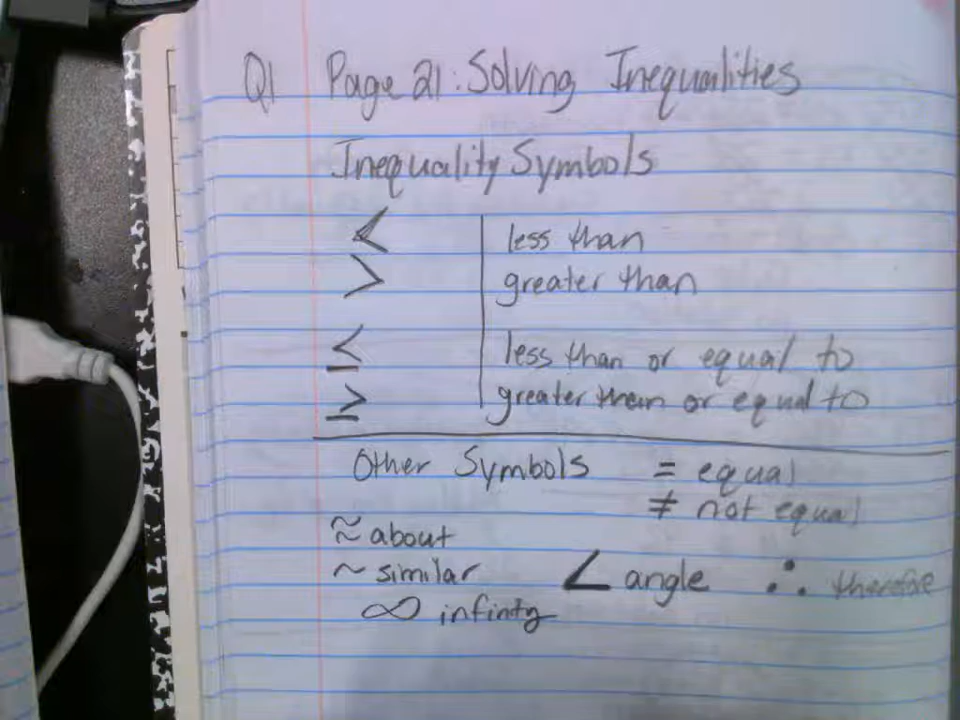 Q1 Page 21: Solving Inequalities
Inequality Symbols
< less than
> greater than
≤ less than or equal to
≥ greater than or equal to
Other Symbols = equal
≠ not equal
≈ about
~ similar ∠ angle ∴ therefore
∞ infinty